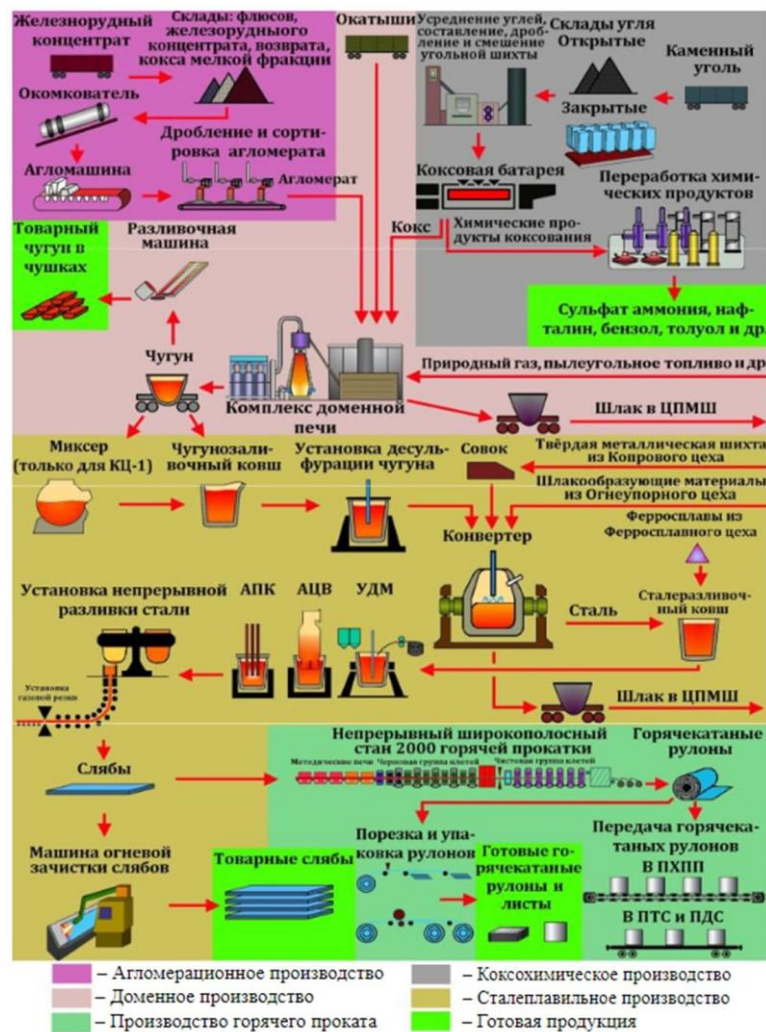 Железнорудный
концентрат
Склады: флюсов,
железорудныого
концентрата, возврата,
кокса мелкой фракции
Окомкователь
Агломашина
Дробление и сорти-
ровка агломерата
Агломерат
Окатыши
Усреднение углей,
составление, дроб-
ление и смешение
угольной шихты
Склады угля
Открытые
Закрытые
Каменный
уголь
Коксовая батарея
Кокс
Химические про-
дукты коксования
Переработка хими-
ческих продуктов
Сульфат аммония, наф-
талин, бензол, толуол и др.
Товарный
чугун в
чушках
Разливочная
машина
Чугун
Комплекс доменной
печи
Природный газ, пылеугольное топливо и др
Шлак в ЦПМШ
Миксер
(только для КЦ-1)
Чугунозали-
вочный ковш
Установка десуль-
фурации чугуна
Совок
Твёрдая металлическая шихта
из Копрового цеха
Шлакообразующие материалы
из Огнеупорного цеха
Конвертер
Ферросплавы из
Ферросплавного цеха
Сталь
Сталеразливоч-
ный ковш
Установка непрерывной
разливки стали
АПК
АЦВ
УДМ
Установка
газовой резки
Шлак в ЦПМШ
Слябы
Непрерывный широкополосный
стан 2000 горячей прокатки
Методические печи
Черновая группа клетей
Чистовая группа клетей
Горячекатаные
рулоны
Машина огневой
зачистки слябов
Товарные слябы
Порезка и упа-
ковка рулонов
Готовые го-
рячекатаные
рулоны и
листы
Передача горячека-
таных рулонов
В ПХПП
В ПТС и ПДС
– Агломерационное производство
– Доменное производство
– Производство горячего проката
– Коксохимическое производство
– Сталеплавильное производство
– Готовая продукция